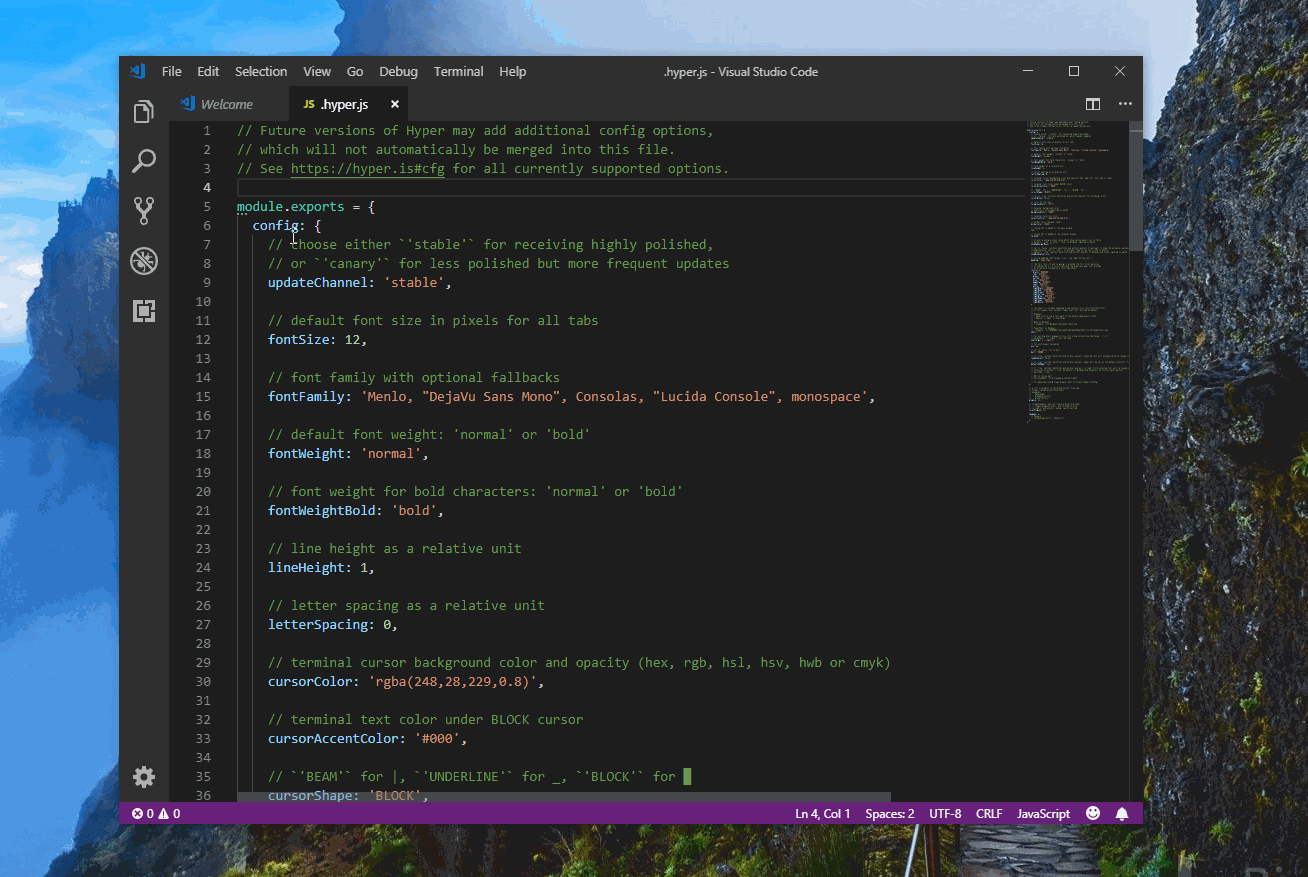 File Edit Selection View Go Debug Terminal Help .hyper.js - Visual Studio Code
Welcome JS .hyper.js
1 // Future versions of Hyper may add additional config options,
2 // which will not automatically be merged into this file.
3 // See https://hyper.is#cfg for all currently supported options.
4
5 module.exports = {
6 config: {
7 // choose either `'stable'` for receiving highly polished,
8 // or `'canary'` for less polished but more frequent updates
9 updateChannel: 'stable',
10
11 // default font size in pixels for all tabs
12 fontSize: 12,
13
14 // font family with optional fallbacks
15 fontFamily: 'Menlo, "DejaVu Sans Mono", Consolas, "Lucida Console", monospace',
16
17 // default font weight: 'normal' or 'bold'
18 fontWeight: 'normal',
19
20 // font weight for bold characters: 'normal' or 'bold'
21 fontWeightBold: 'bold',
22
23 // line height as a relative unit
24 lineHeight: 1,
25
26 // letter spacing as a relative unit
27 letterSpacing: 0,
28
29 // terminal cursor background color and opacity (hex, rgb, hsl, hsv, hwb or cmyk)
30 cursorColor: 'rgba(248,28,229,0.8)',
31
32 // terminal text color under BLOCK cursor
33 cursorAccentColor: '#000',
34
35 // `'BEAM'` for |, `'UNDERLINE'` for _, `'BLOCK'` for █
36 cursorShape: 'BLOCK',
0 0 Ln 4, Col 1 Spaces: 2 UTF-8 CRLF JavaScript